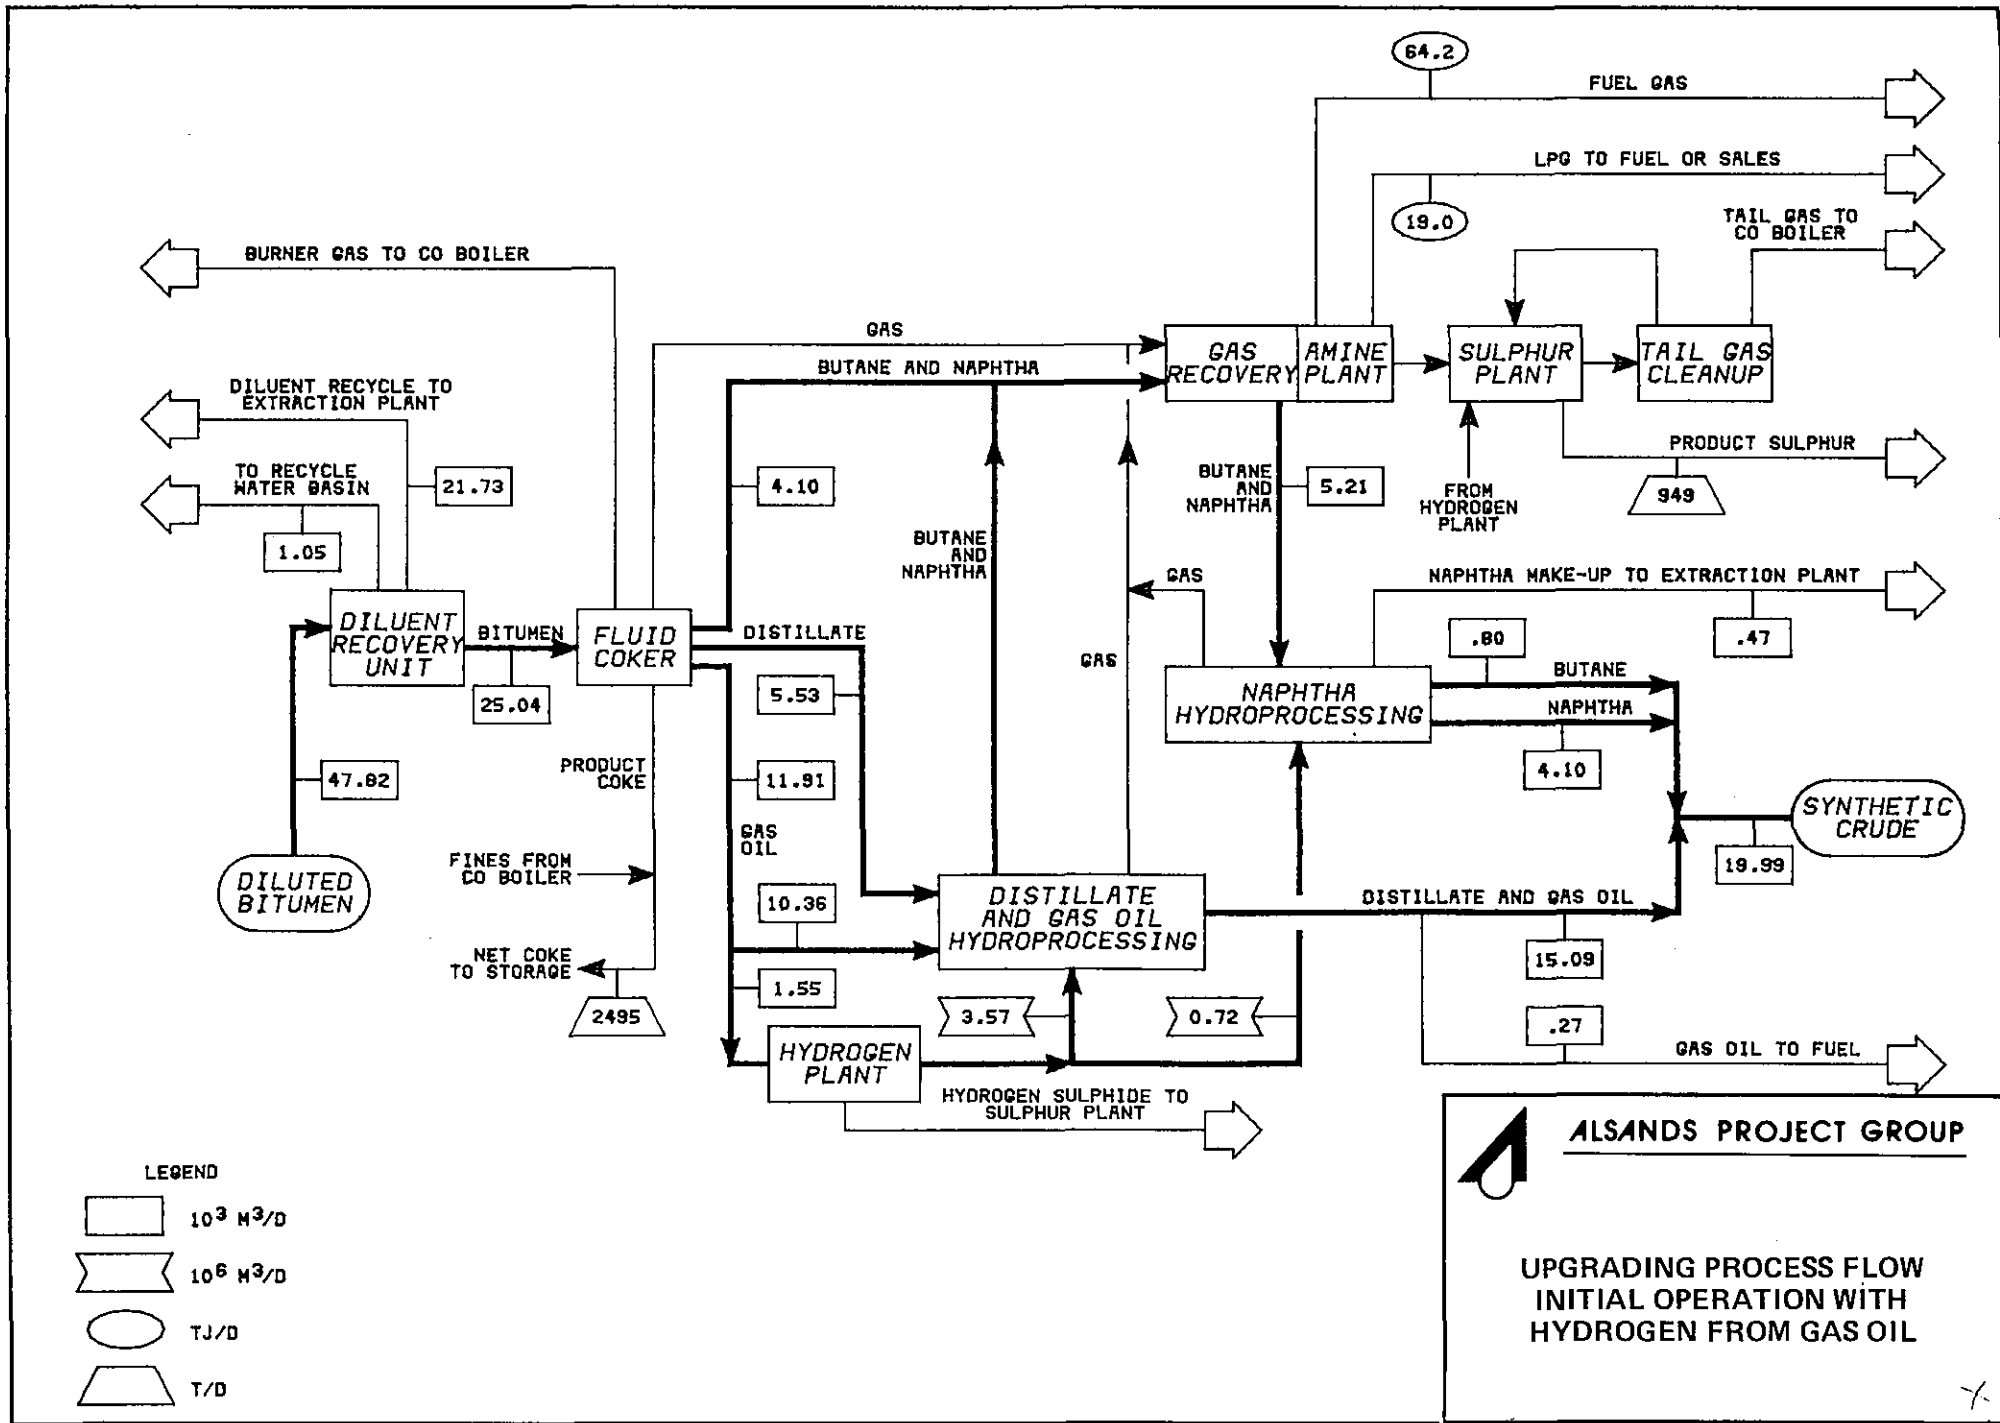 64.2
FUEL GAS
LPG TO FUEL OR SALES
19.0
TAIL GAS TO
CO BOILER
BURNER GAS TO CO BOILER
GAS
GAS
RECOVERY
AMINE
PLANT
SULPHUR
PLANT
TAIL GAS
CLEANUP
BUTANE AND NAPHTHA
DILUENT RECYCLE TO
EXTRACTION PLANT
TO RECYCLE
WATER BASIN
21.73
1.05
4.10
BUTANE
AND
NAPHTHA
5.21
FROM
HYDROGEN
PLANT
PRODUCT SULPHUR
949
BUTANE
AND
NAPHTHA
GAS
NAPHTHA MAKE-UP TO EXTRACTION PLANT
.47
DILUENT
RECOVERY
UNIT
BITUMEN
25.04
FLUID
COKER
DISTILLATE
5.53
GAS
.80
BUTANE
NAPHTHA
HYDROPROCESSING
NAPHTHA
4.10
47.82
PRODUCT
COKE
11.91
GAS
OIL
SYNTHETIC
CRUDE
19.99
DILUTED
BITUMEN
FINES FROM
CO BOILER
10.36
DISTILLATE
AND GAS OIL
HYDROPROCESSING
DISTILLATE AND GAS OIL
15.09
NET COKE
TO STORAGE
2495
1.55
3.57
0.72
.27
GAS OIL TO FUEL
HYDROGEN
PLANT
HYDROGEN SULPHIDE TO
SULPHUR PLANT
LEGEND
10³ M³/D
10⁶ M³/D
TJ/D
T/D
ALSANDS PROJECT GROUP
UPGRADING PROCESS FLOW
INITIAL OPERATION WITH
HYDROGEN FROM GAS OIL